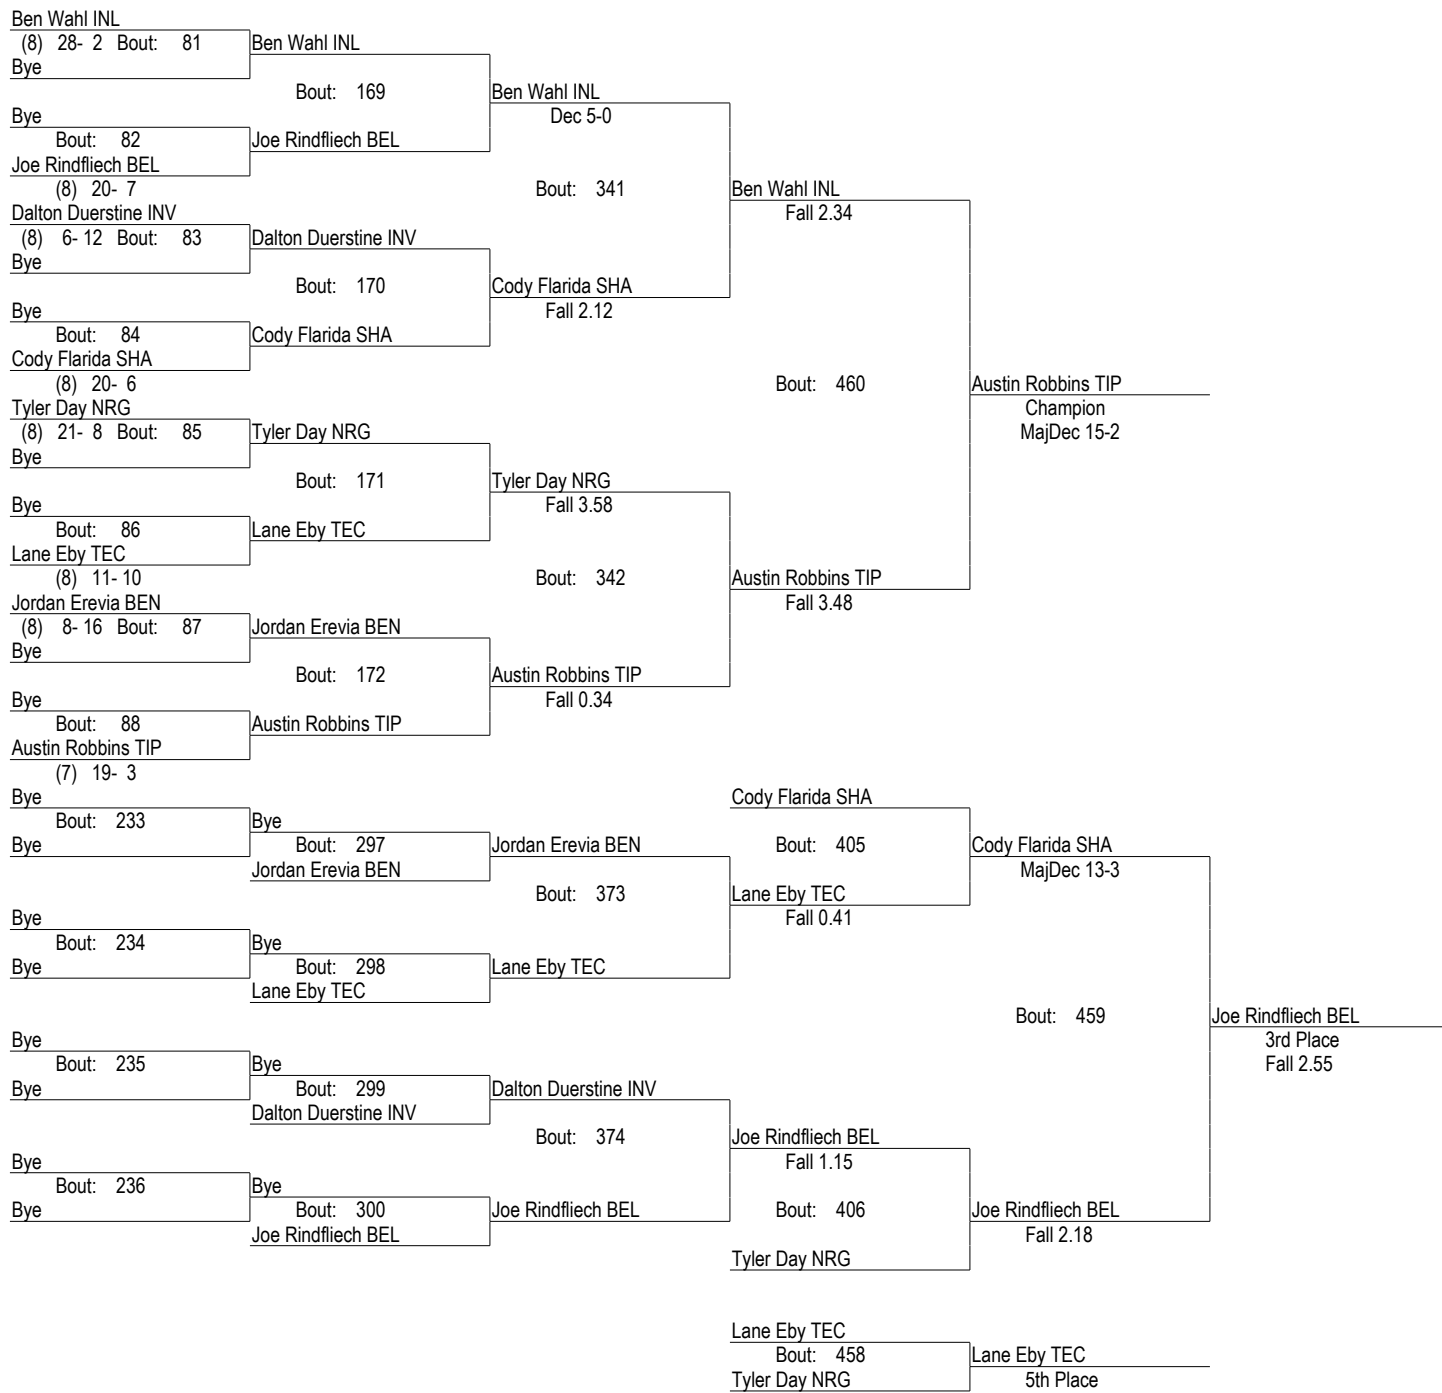 Ben Wahl INL
(8) 28- 2 Bout: 81 Ben Wahl INL
Bye
Bout: 169 Ben Wahl INL
Bye Dec 5-0
Bout: 82 Joe Rindfliech BEL
Joe Rindfliech BEL
(8) 20- 7 Bout: 341 Ben Wahl INL
Dalton Duerstine INV Fall 2.34
(8) 6- 12 Bout: 83 Dalton Duerstine INV
Bye
Bout: 170 Cody Flarida SHA
Bye Fall 2.12
Bout: 84 Cody Flarida SHA
Cody Flarida SHA
(8) 20- 6 Bout: 460 Austin Robbins TIP
Tyler Day NRG Champion
(8) 21- 8 Bout: 85 Tyler Day NRG MajDec 15-2
Bye
Bout: 171 Tyler Day NRG
Bye Fall 3.58
Bout: 86 Lane Eby TEC
Lane Eby TEC
(8) 11- 10 Bout: 342 Austin Robbins TIP
Jordan Erevia BEN Fall 3.48
(8) 8- 16 Bout: 87 Jordan Erevia BEN
Bye
Bout: 172 Austin Robbins TIP
Bye Fall 0.34
Bout: 88 Austin Robbins TIP
Austin Robbins TIP
(7) 19- 3
Bye Cody Flarida SHA
Bout: 233 Bye
Bye Bout: 297 Jordan Erevia BEN Bout: 405 Cody Flarida SHA
Jordan Erevia BEN MajDec 13-3
Bout: 373 Lane Eby TEC
Bye Fall 0.41
Bout: 234 Bye
Bye Bout: 298 Lane Eby TEC
Lane Eby TEC
Bout: 459 Joe Rindfliech BEL
Bye 3rd Place
Bout: 235 Bye Fall 2.55
Bye Bout: 299 Dalton Duerstine INV
Dalton Duerstine INV
Bout: 374 Joe Rindfliech BEL
Bye Fall 1.15
Bout: 236 Bye
Bye Bout: 300 Joe Rindfliech BEL Bout: 406 Joe Rindfliech BEL
Joe Rindfliech BEL Fall 2.18
Tyler Day NRG
Lane Eby TEC
Bout: 458 Lane Eby TEC
Tyler Day NRG 5th Place